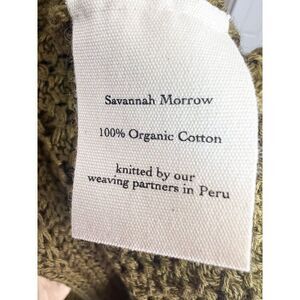 Savannah Morrow
100% Organic Cotton
knitted by our
weaving partners in Peru